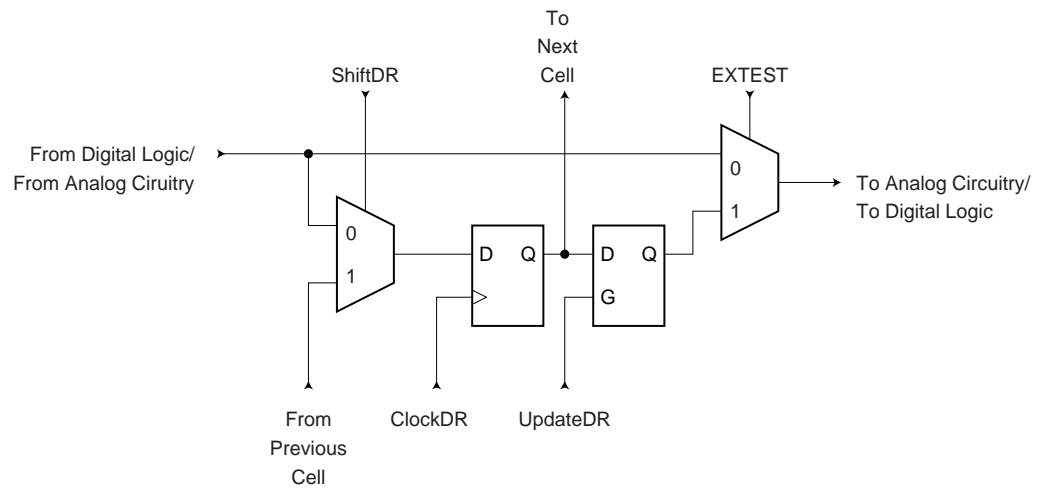 To
Next
Cell
ShiftDR
EXTEST
From Digital Logic/
From Analog Ciruitry
0
1
To Analog Circuitry/
To Digital Logic
0
1
D Q
D Q
G
From
Previous
Cell
ClockDR
UpdateDR